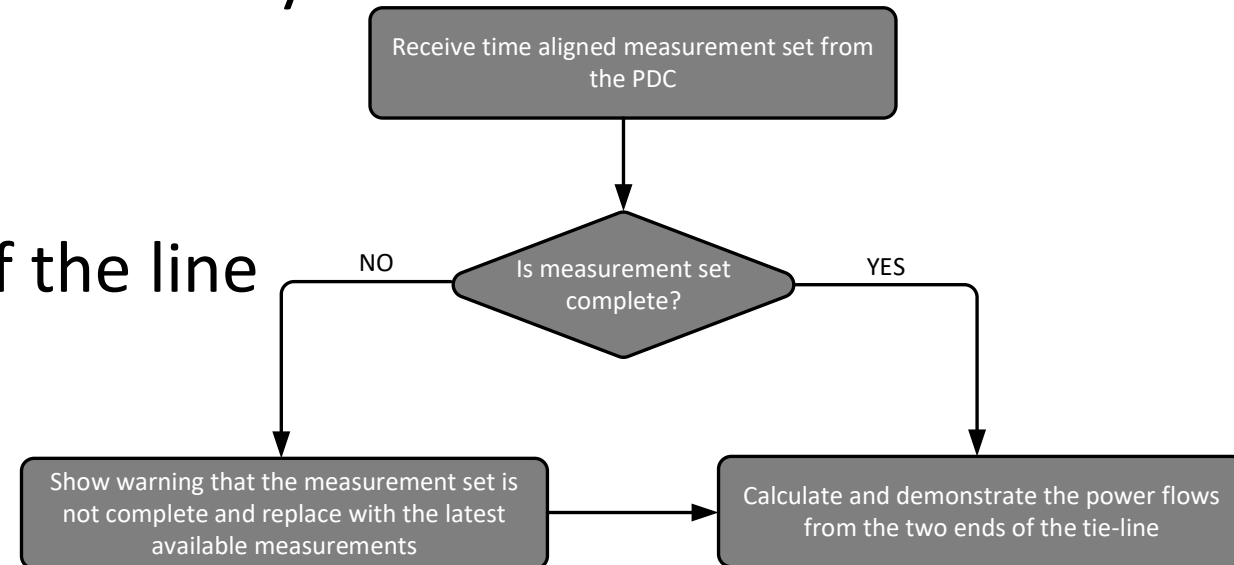 Receive time aligned measurement set from
the PDC
f the line
NO
Is measurement set
complete?
YES
Show warning that the measurement set is
not complete and replace with the latest
available measurements
Calculate and demonstrate the power flows
from the two ends of the tie-line